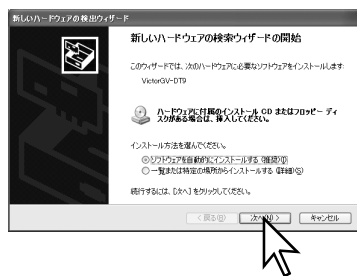 新しいハードウェアの検出ウィザード
新しいハードウェアの検索ウィザードの開始
このウィザードでは、次のハードウェアに必要なソフトウェアをインストールします:
VictorGV-DT9
ハードウェアに付属のインストール CD またはフロッピー ディ
スクがある場合は、挿入してください。
インストール方法を選んでください。
ソフトウェアを自動的にインストールする (推奨)(I)
一覧または特定の場所からインストールする (詳細)(S)
続行するには、[次へ] をクリックしてください。
< 戻る(B) 次へ(N) > キャンセル